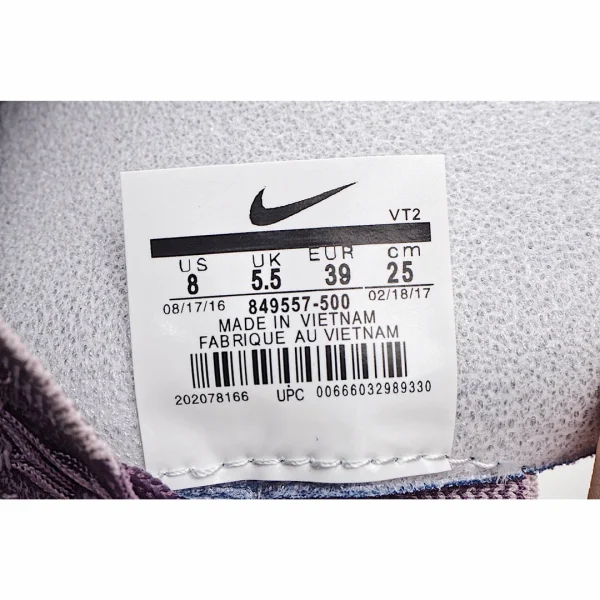 VT2
US UK EUR cm
8 5.5 39 25
08/17/16 849557-500 02/18/17
MADE IN VIETNAM
FABRIQUE AU VIETNAM
202078166 UPC 00666032989330